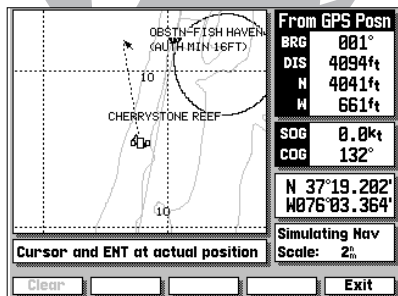 OBSTN-FISH HAVEN
(AUTH MIN 16FT)
10
CHERRYSTONE REEF
10
Cursor and ENT at actual position
From GPS Posn
BRG 001°
DIS 4094ft
N 4041ft
W 661ft
SOG 0.0kt
COG 132°
N 37°19.202'
W076°03.364'
Simulating Nav
Scale: 2nm
Clear
Exit